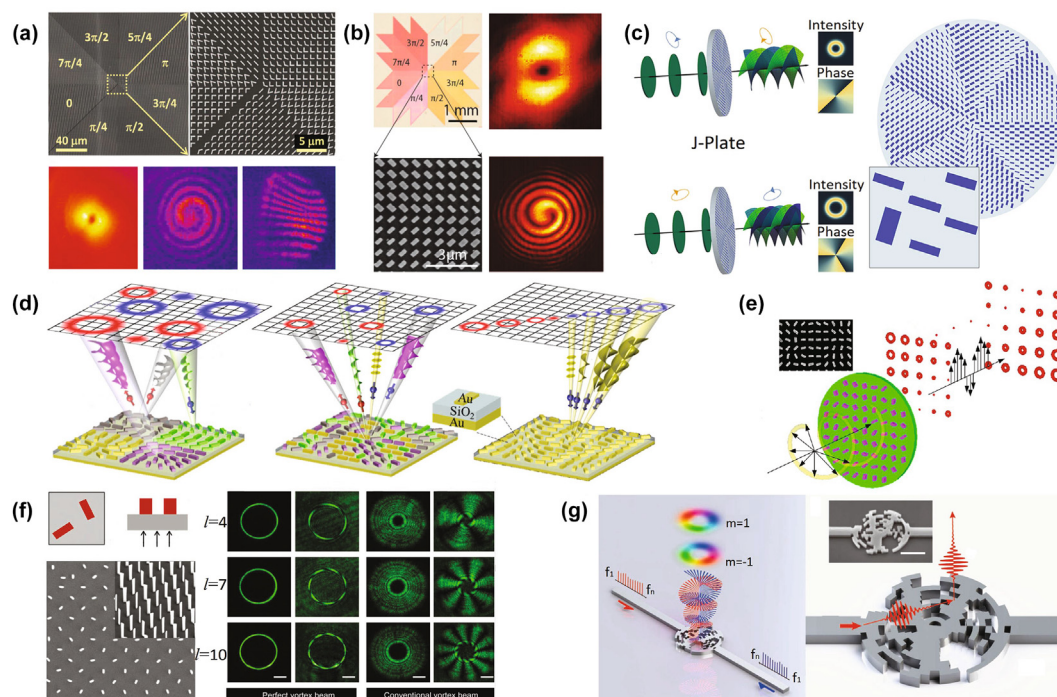 (a)
3π/2
5π/4
7π/4
π
0
3π/4
π/4
π/2
40 μm
5 μm
(b)
3π/2
5π/4
7π/4
π
0
3π/4
π/4
π/2
1 mm
3μm
(c)
Intensity
Phase
J-Plate
Intensity
Phase
(d)
Au
SiO₂
Au
(e)
(f)
l=4
l=7
l=10
Perfect vortex beam
Conventional vortex beam
(g)
m=1
m=-1
f₁
fₙ
fₙ
f₁